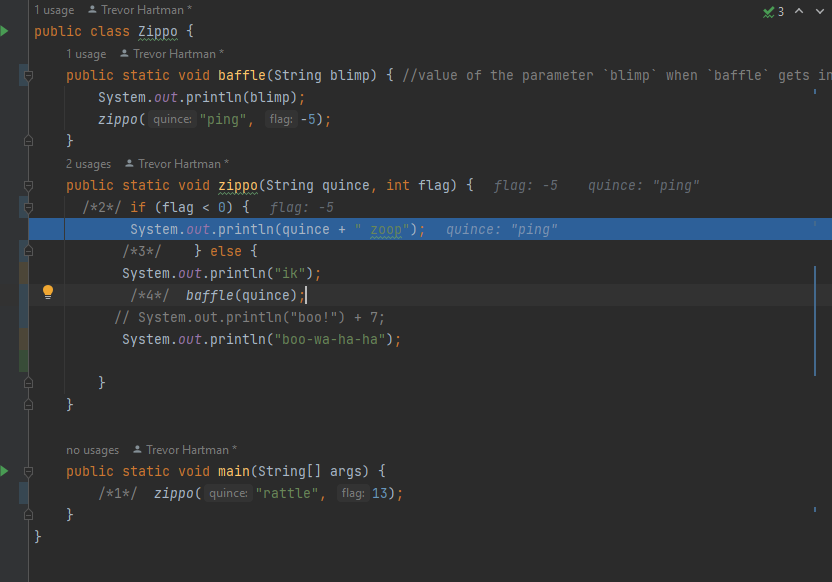 1 usage Trevor Hartman * 3
public class Zippo {
1 usage Trevor Hartman *
public static void baffle(String blimp) { //value of the parameter `blimp` when `baffle` gets in
System.out.println(blimp);
zippo( quince: "ping", flag: -5);
}
2 usages Trevor Hartman *
public static void zippo(String quince, int flag) { flag: -5 quince: "ping"
/*2*/ if (flag < 0) { flag: -5
System.out.println(quince + " zoop"); quince: "ping"
/*3*/ } else {
System.out.println("ik");
/*4*/ baffle(quince);
// System.out.println("boo!") + 7;
System.out.println("boo-wa-ha-ha");
}
}
no usages Trevor Hartman *
public static void main(String[] args) {
/*1*/ zippo( quince: "rattle", flag: 13);
}
}